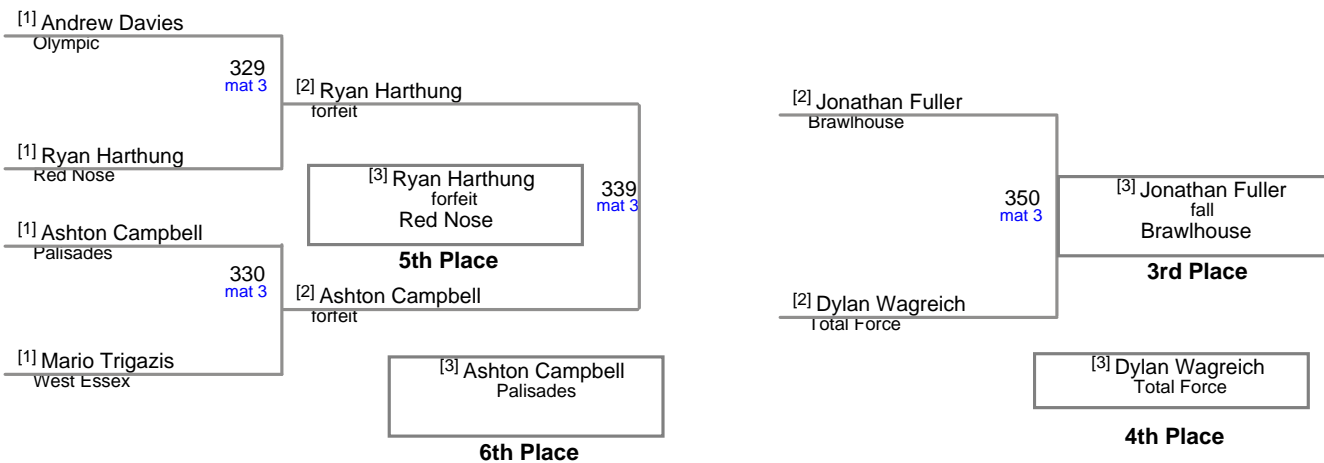 [1] Andrew Davies
Olympic
329
mat 3
[1] Ryan Harthung
Red Nose
[2] Ryan Harthung
forfeit
[3] Ryan Harthung
forfeit
Red Nose
5th Place
339
mat 3
[1] Ashton Campbell
Palisades
330
mat 3
[1] Mario Trigazis
West Essex
[2] Ashton Campbell
forfeit
[3] Ashton Campbell
Palisades
6th Place
[2] Jonathan Fuller
Brawlhouse
350
mat 3
[2] Dylan Wagreich
Total Force
[3] Jonathan Fuller
fall
Brawlhouse
3rd Place
[3] Dylan Wagreich
Total Force
4th Place